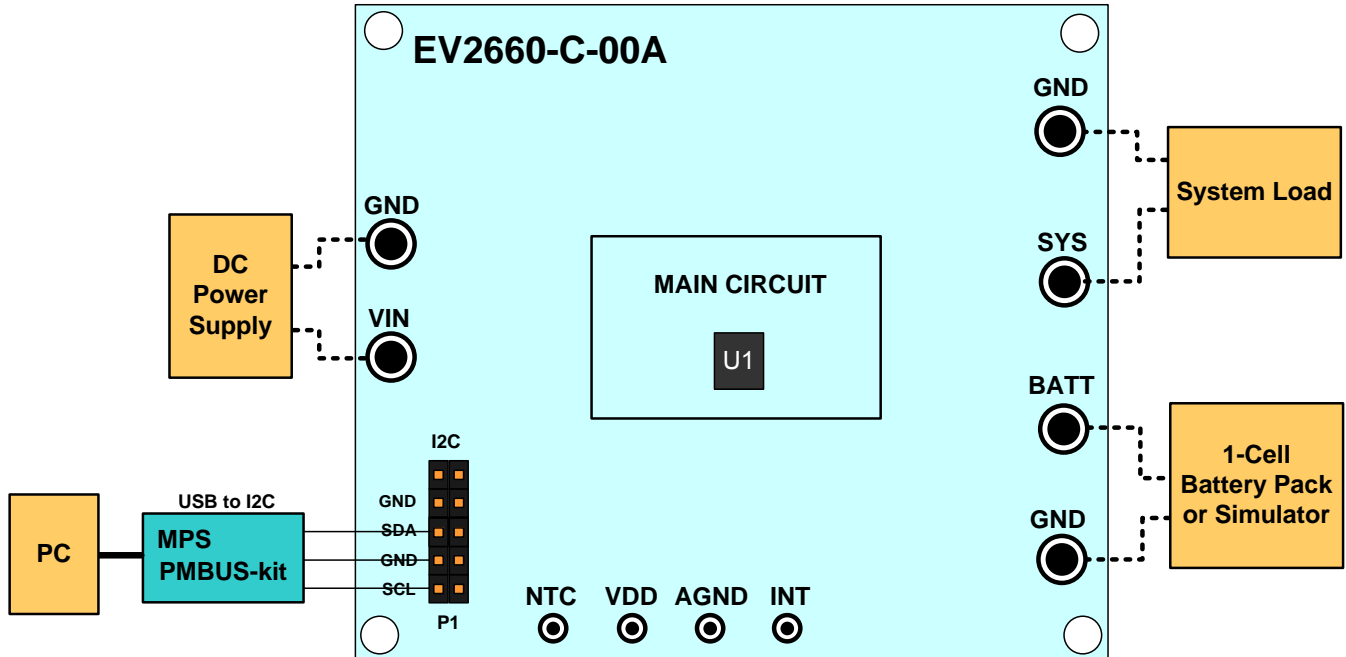 EV2660-C-00A
GND
System Load
SYS
GND
DC
Power
Supply
VIN
MAIN CIRCUIT
U1
BATT
1-Cell
Battery Pack
or Simulator
GND
I2C
GND
SDA
GND
SCL
P1
USB to I2C
MPS
PMBUS-kit
PC
NTC VDD AGND INT